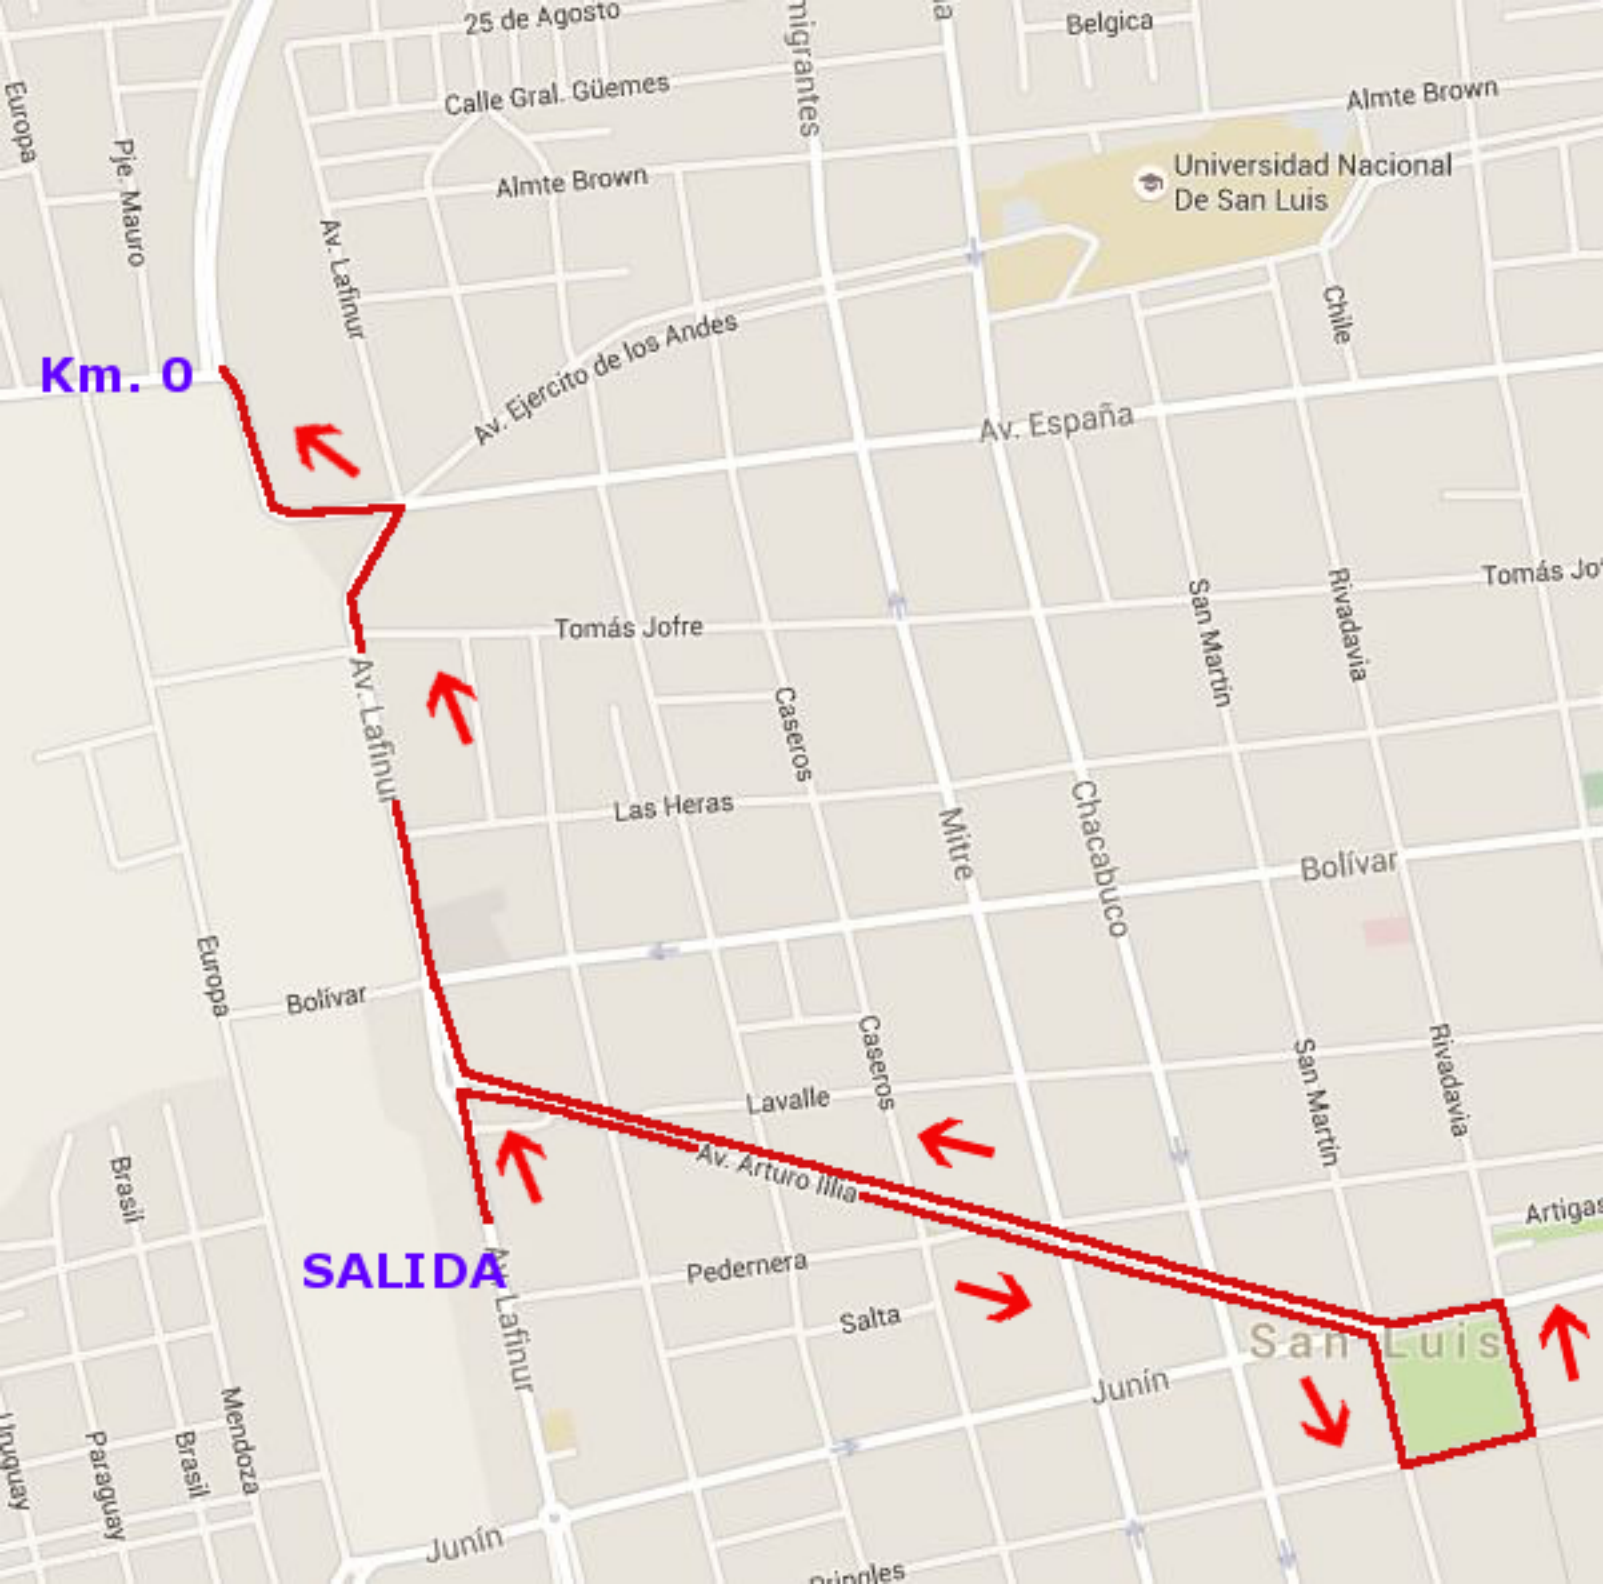 25 de Agosto
Belgica
Calle Gral. Güemes
Almte Brown
Europa
Pje. Mauro
Universidad Nacional
De San Luis
Almte Brown
Av. Lafinur
Chile
Av. Ejercito de los Andes
Km. 0
Av. España
Tomás Jofre
San Martín
Rivadavia
Av. Lafinur
Caseros
Las Heras
Mitre
Chacabuco
Bolívar
Europa
Bolívar
Caseros
San Martín
Rivadavia
Lavalle
Brasil
Av. Arturo Illia
Artigas
SALIDA
Av. Lafinur
Pedernera
Salta
San Luis
Junín
Mendoza
Uruguay
Paraguay
Brasil
Junín
Pringles